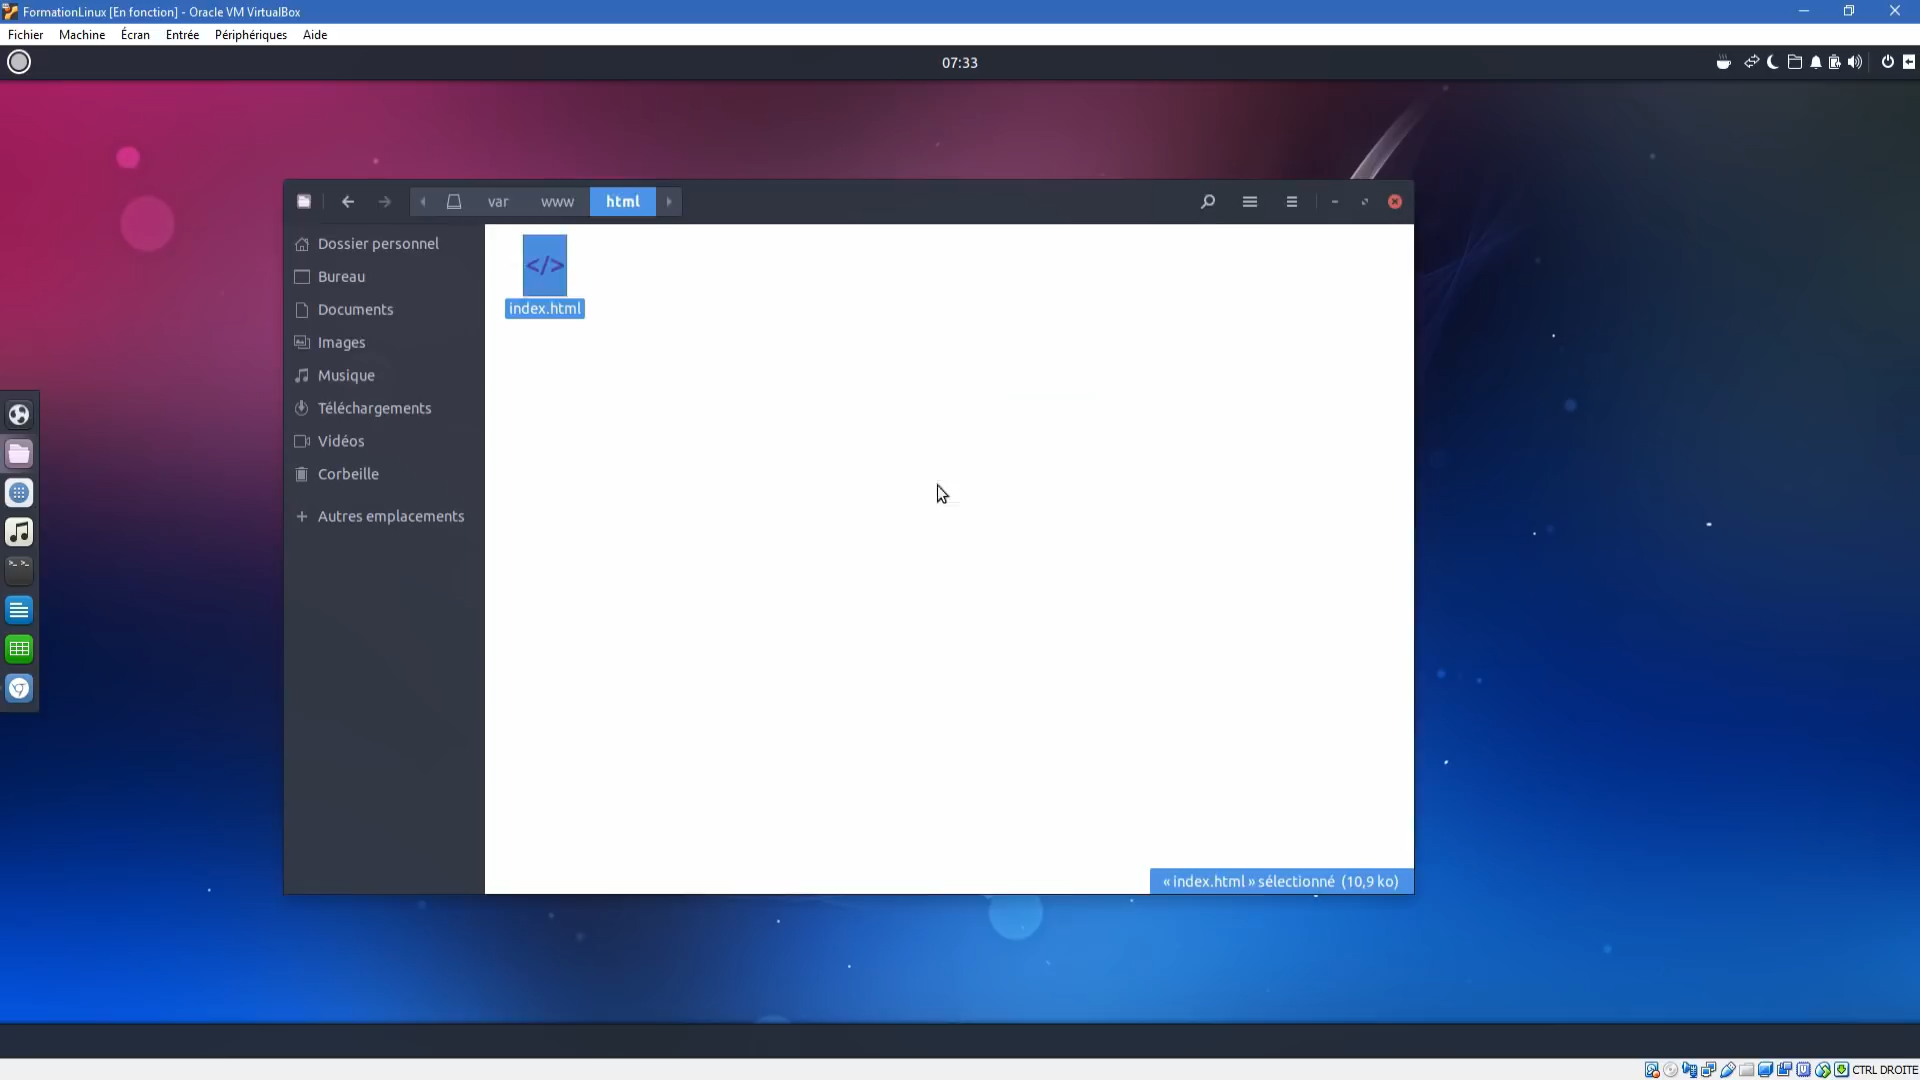 FormationLinux [En fonction] - Oracle VM VirtualBox
Fichier Machine Écran Entrée Périphériques Aide
07:33
var www html
Dossier personnel
Bureau
Documents
Images
Musique
Téléchargements
Vidéos
Corbeille
Autres emplacements
</>
index.html
« index.html » sélectionné (10,9 ko)
CTRL DROITE